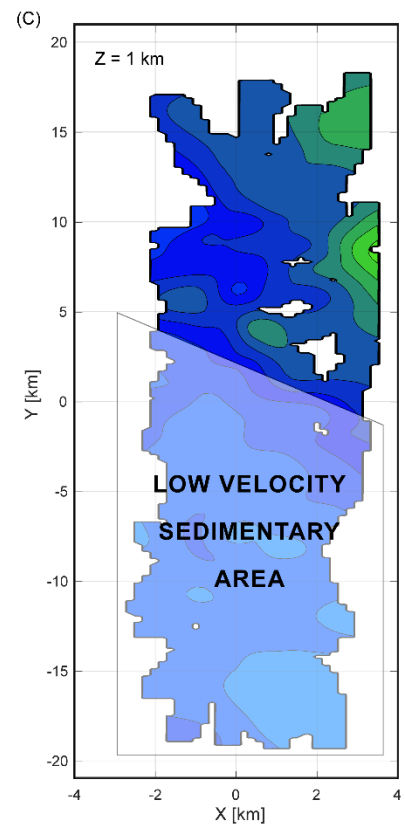 (C)
Z = 1 km
20
15
10
5
0
-5
-10
-15
-20
Y [km]
LOW VELOCITY
SEDIMENTARY
AREA
-4 -2 0 2 4
X [km]